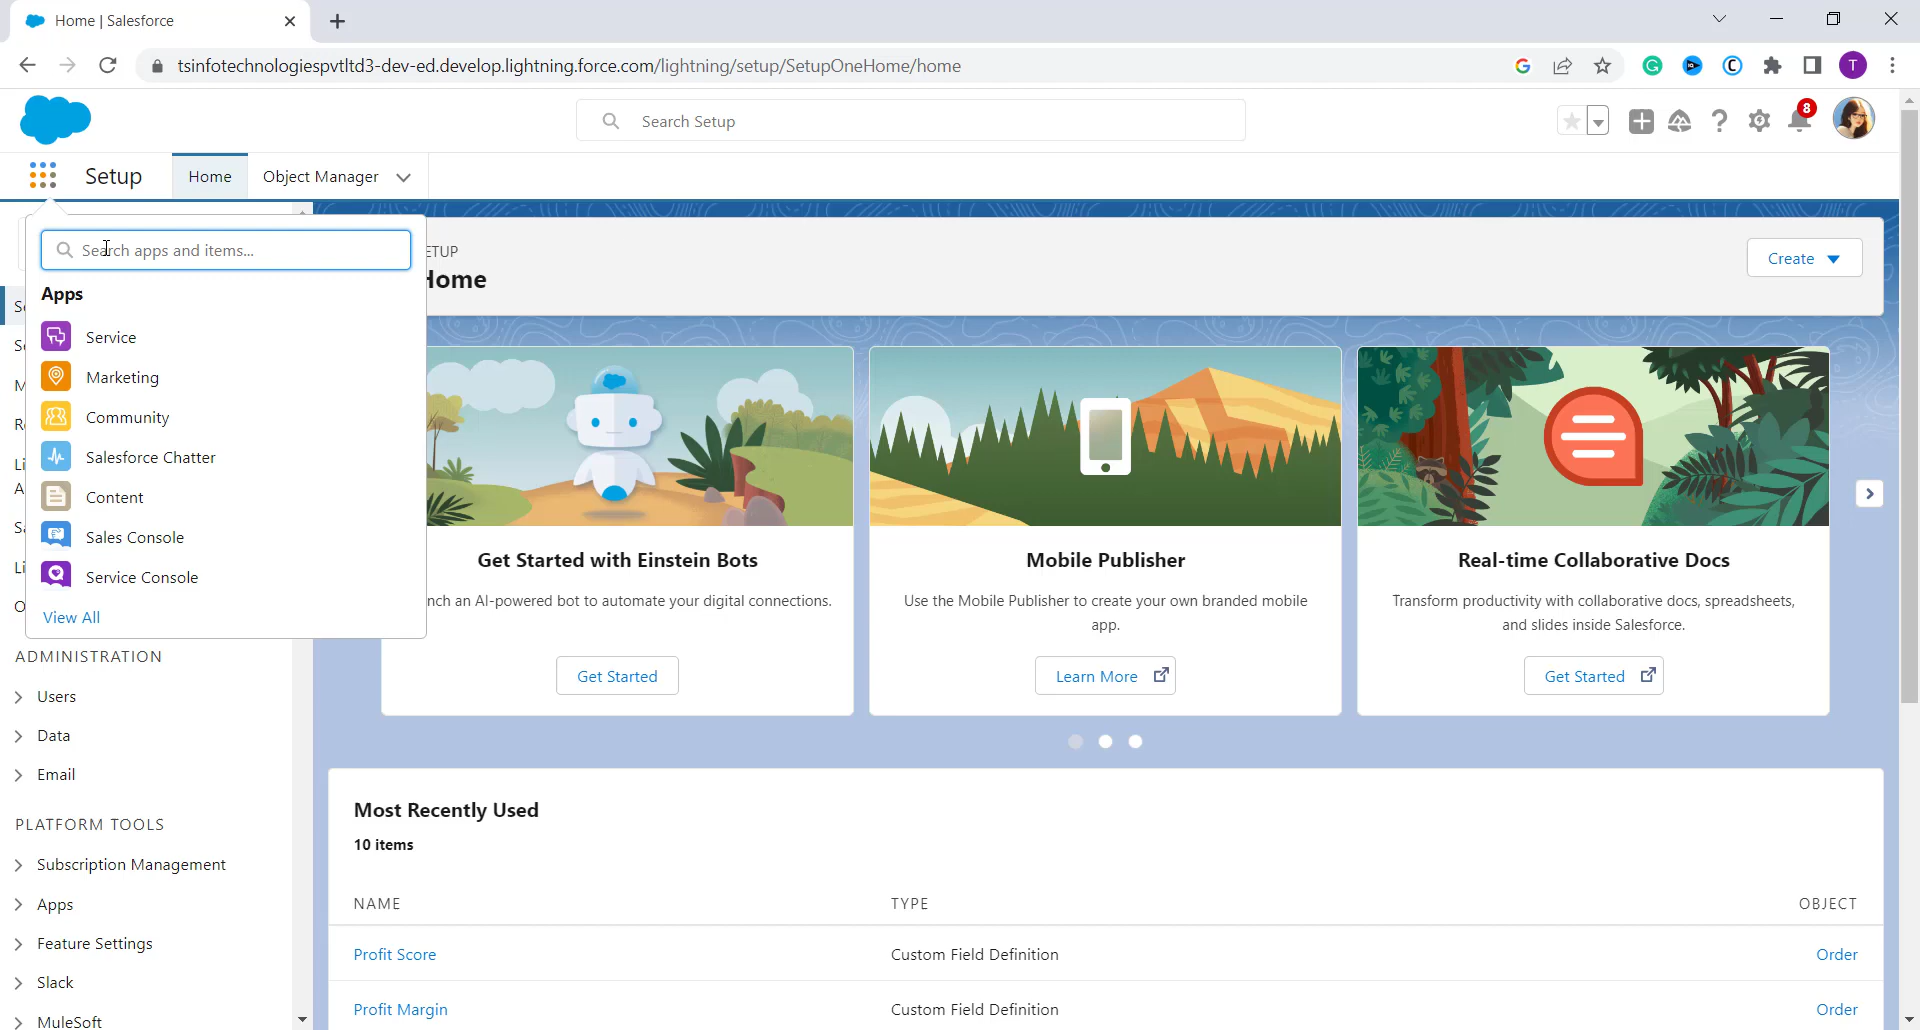 Home | Salesforce
tsinfotechnologiespvtltd3-dev-ed.develop.lightning.force.com/lightning/setup/SetupOneHome/home
T
Search Setup
8
Setup
Home
Object Manager
Search apps and items...
Apps
Service
Marketing
Community
Salesforce Chatter
Content
Sales Console
Service Console
View All
ADMINISTRATION
Users
Data
Email
PLATFORM TOOLS
Subscription Management
Apps
Feature Settings
Slack
MuleSoft
ETUP
Home
Create
Get Started with Einstein Bots
nch an AI-powered bot to automate your digital connections.
Get Started
Mobile Publisher
Use the Mobile Publisher to create your own branded mobile
app.
Learn More
Real-time Collaborative Docs
Transform productivity with collaborative docs, spreadsheets,
and slides inside Salesforce.
Get Started
Most Recently Used
10 items
NAME TYPE OBJECT
Profit Score Custom Field Definition Order
Profit Margin Custom Field Definition Order